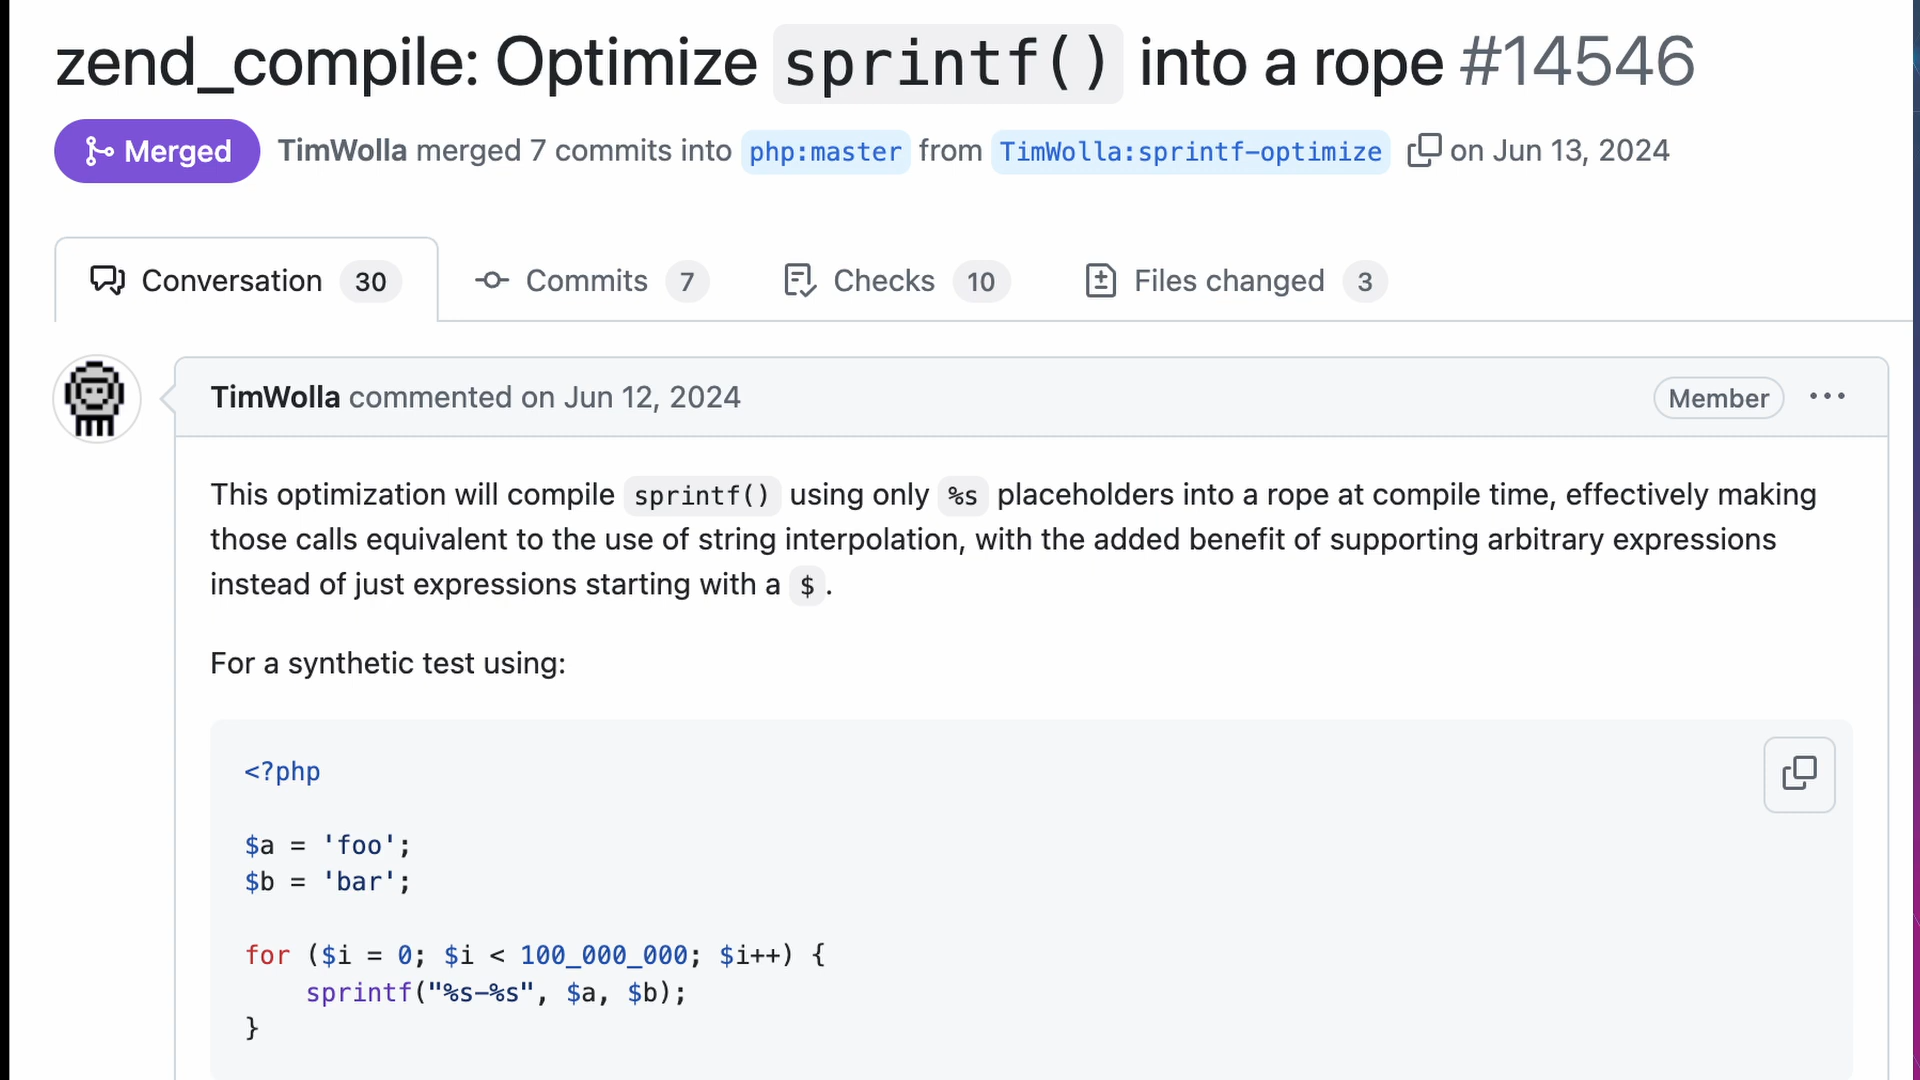 zend_compile: Optimize sprintf() into a rope #14546
Merged TimWolla merged 7 commits into php:master from TimWolla:sprintf-optimize on Jun 13, 2024
Conversation 30 Commits 7 Checks 10 Files changed 3
TimWolla commented on Jun 12, 2024 Member
This optimization will compile sprintf() using only %s placeholders into a rope at compile time, effectively making
those calls equivalent to the use of string interpolation, with the added benefit of supporting arbitrary expressions
instead of just expressions starting with a $.
For a synthetic test using:
<?php
$a = 'foo';
$b = 'bar';
for ($i = 0; $i < 100_000_000; $i++) {
    sprintf("%s-%s", $a, $b);
}